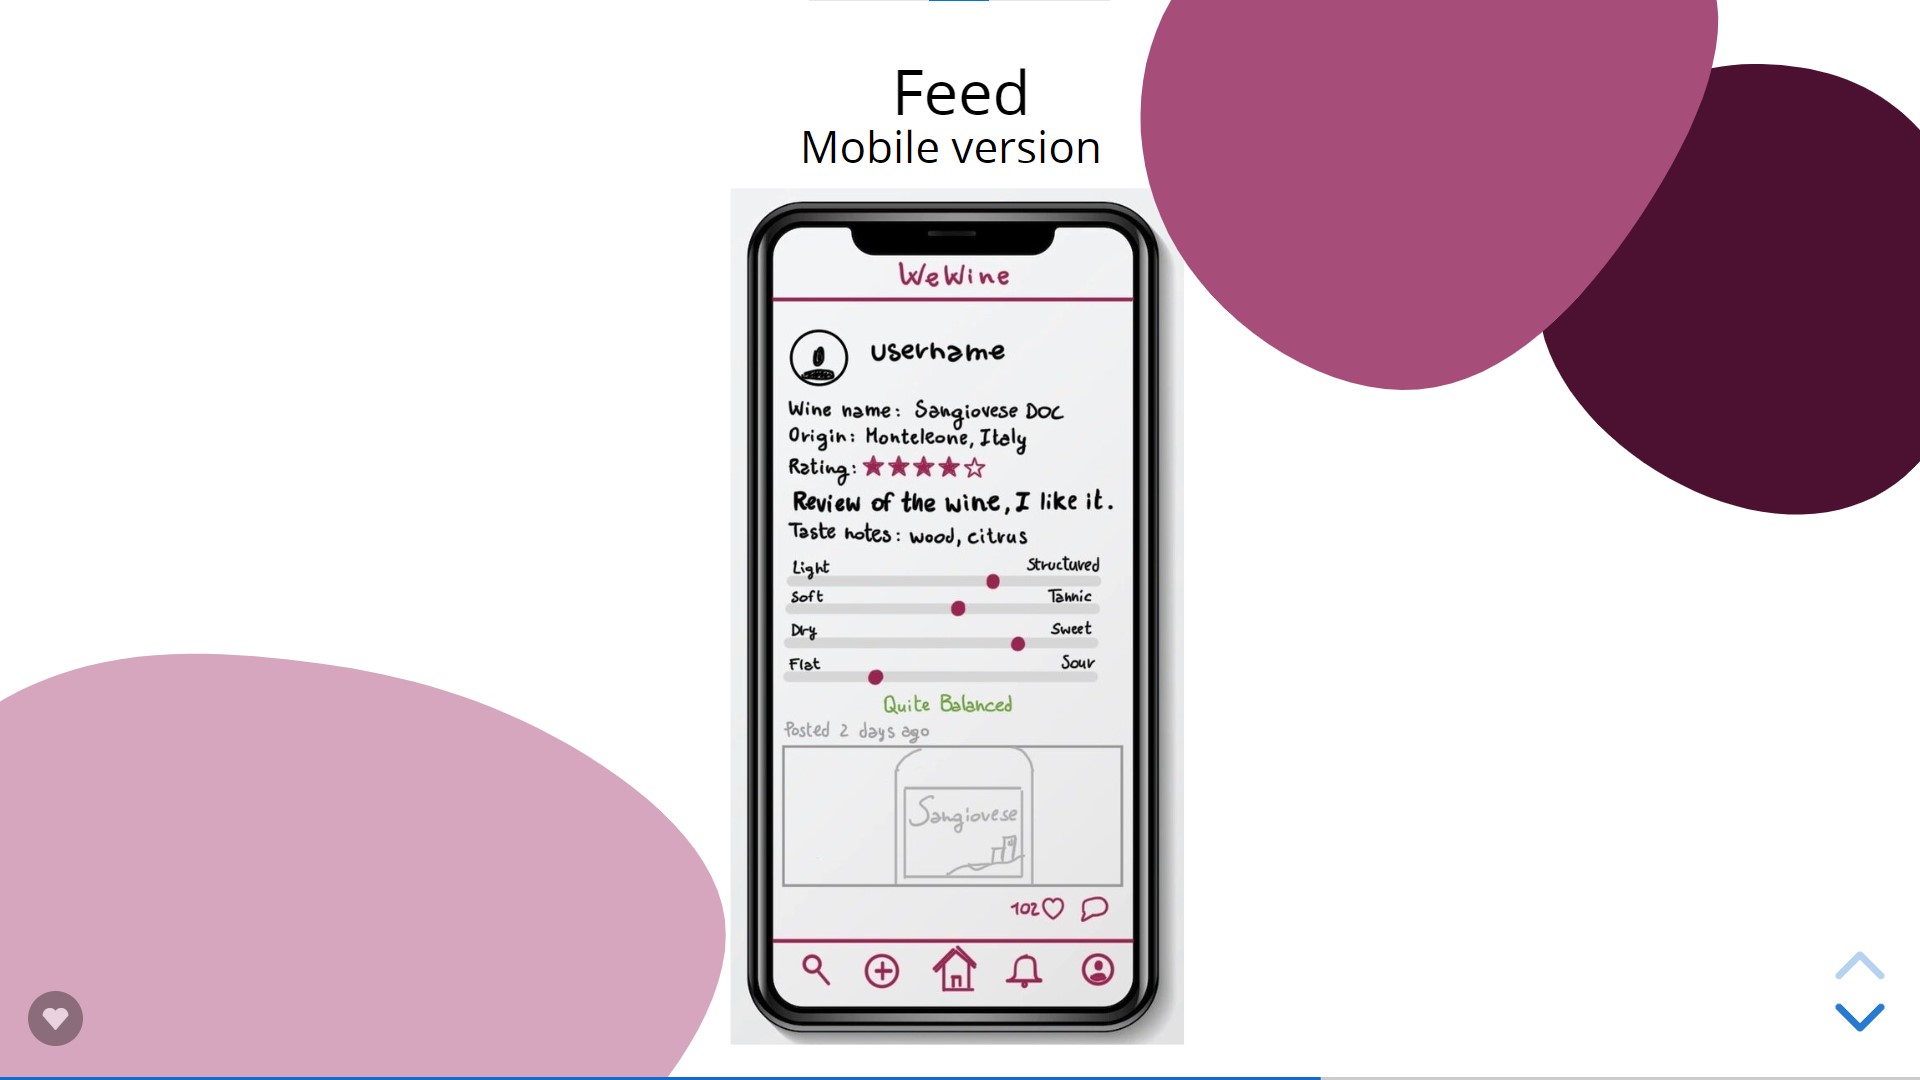 Feed
Mobile version
WeWine
username
Wine name: Sangiovese DOC
Origin: Monteleone, Italy
Rating:
Review of the wine, I like it.
Taste notes: wood, citrus
Light Structured
Soft Tannic
Dry Sweet
Flat Sour
Quite Balanced
Posted 2 days ago
Sangiovese
102